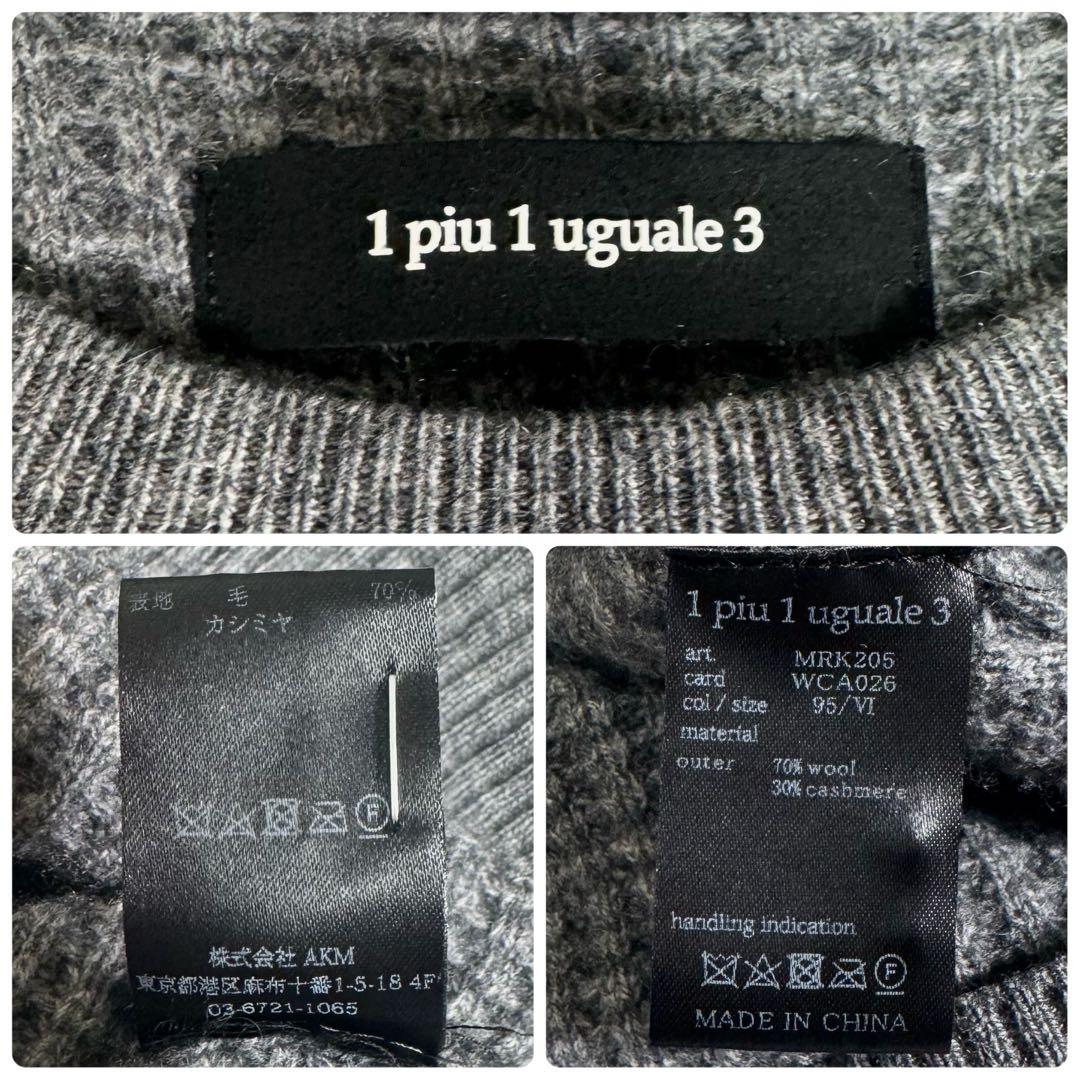 1 piu 1 uguale 3
表地 毛 70%
カシミヤ
F
株式会社 AKM
東京都港区麻布十番1-5-18 4F
03-6721-1065
1 piu 1 uguale 3
art. MRK205
card WCA026
col / size 95/VI
material
outer 70% wool
30% cashmere
handling indication
F
MADE IN CHINA